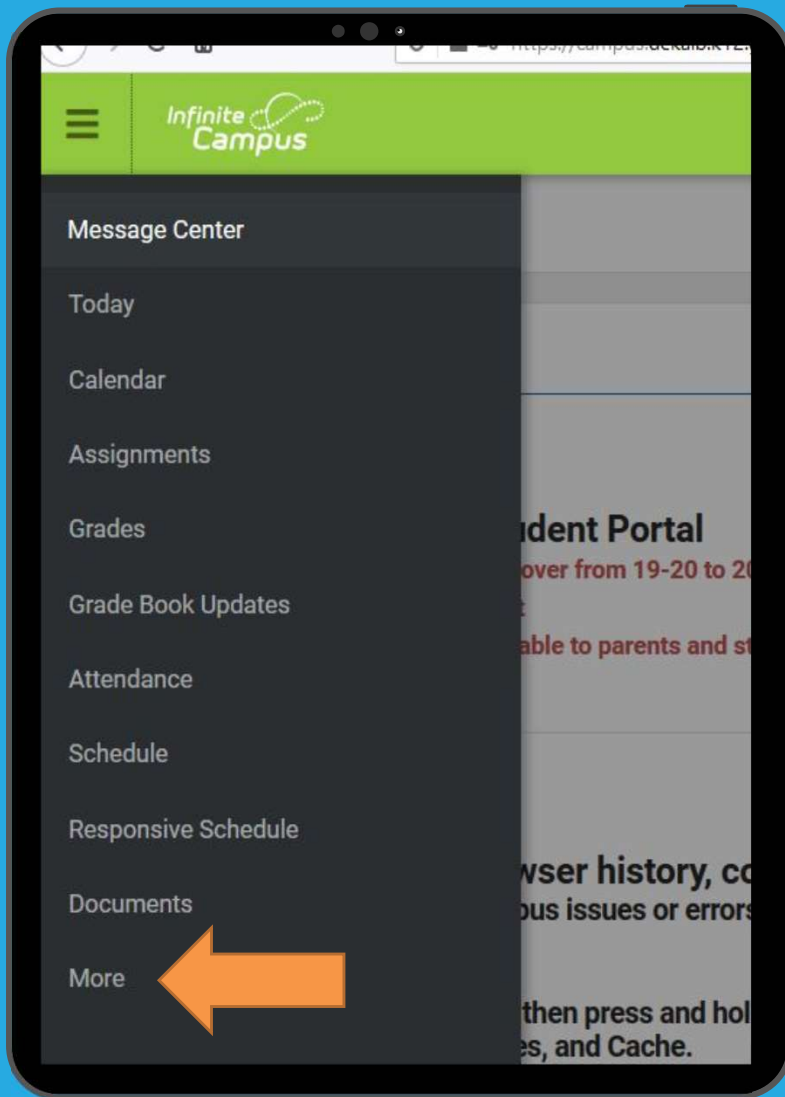 Infinite
Campus
Message Center
Today
Calendar
Assignments
Grades
Grade Book Updates
Attendance
Schedule
Responsive Schedule
Documents
More
dent Portal
over from 19-20 to 20
able to parents and st
wser history, co
ous issues or errors
then press and hol
es, and Cache.